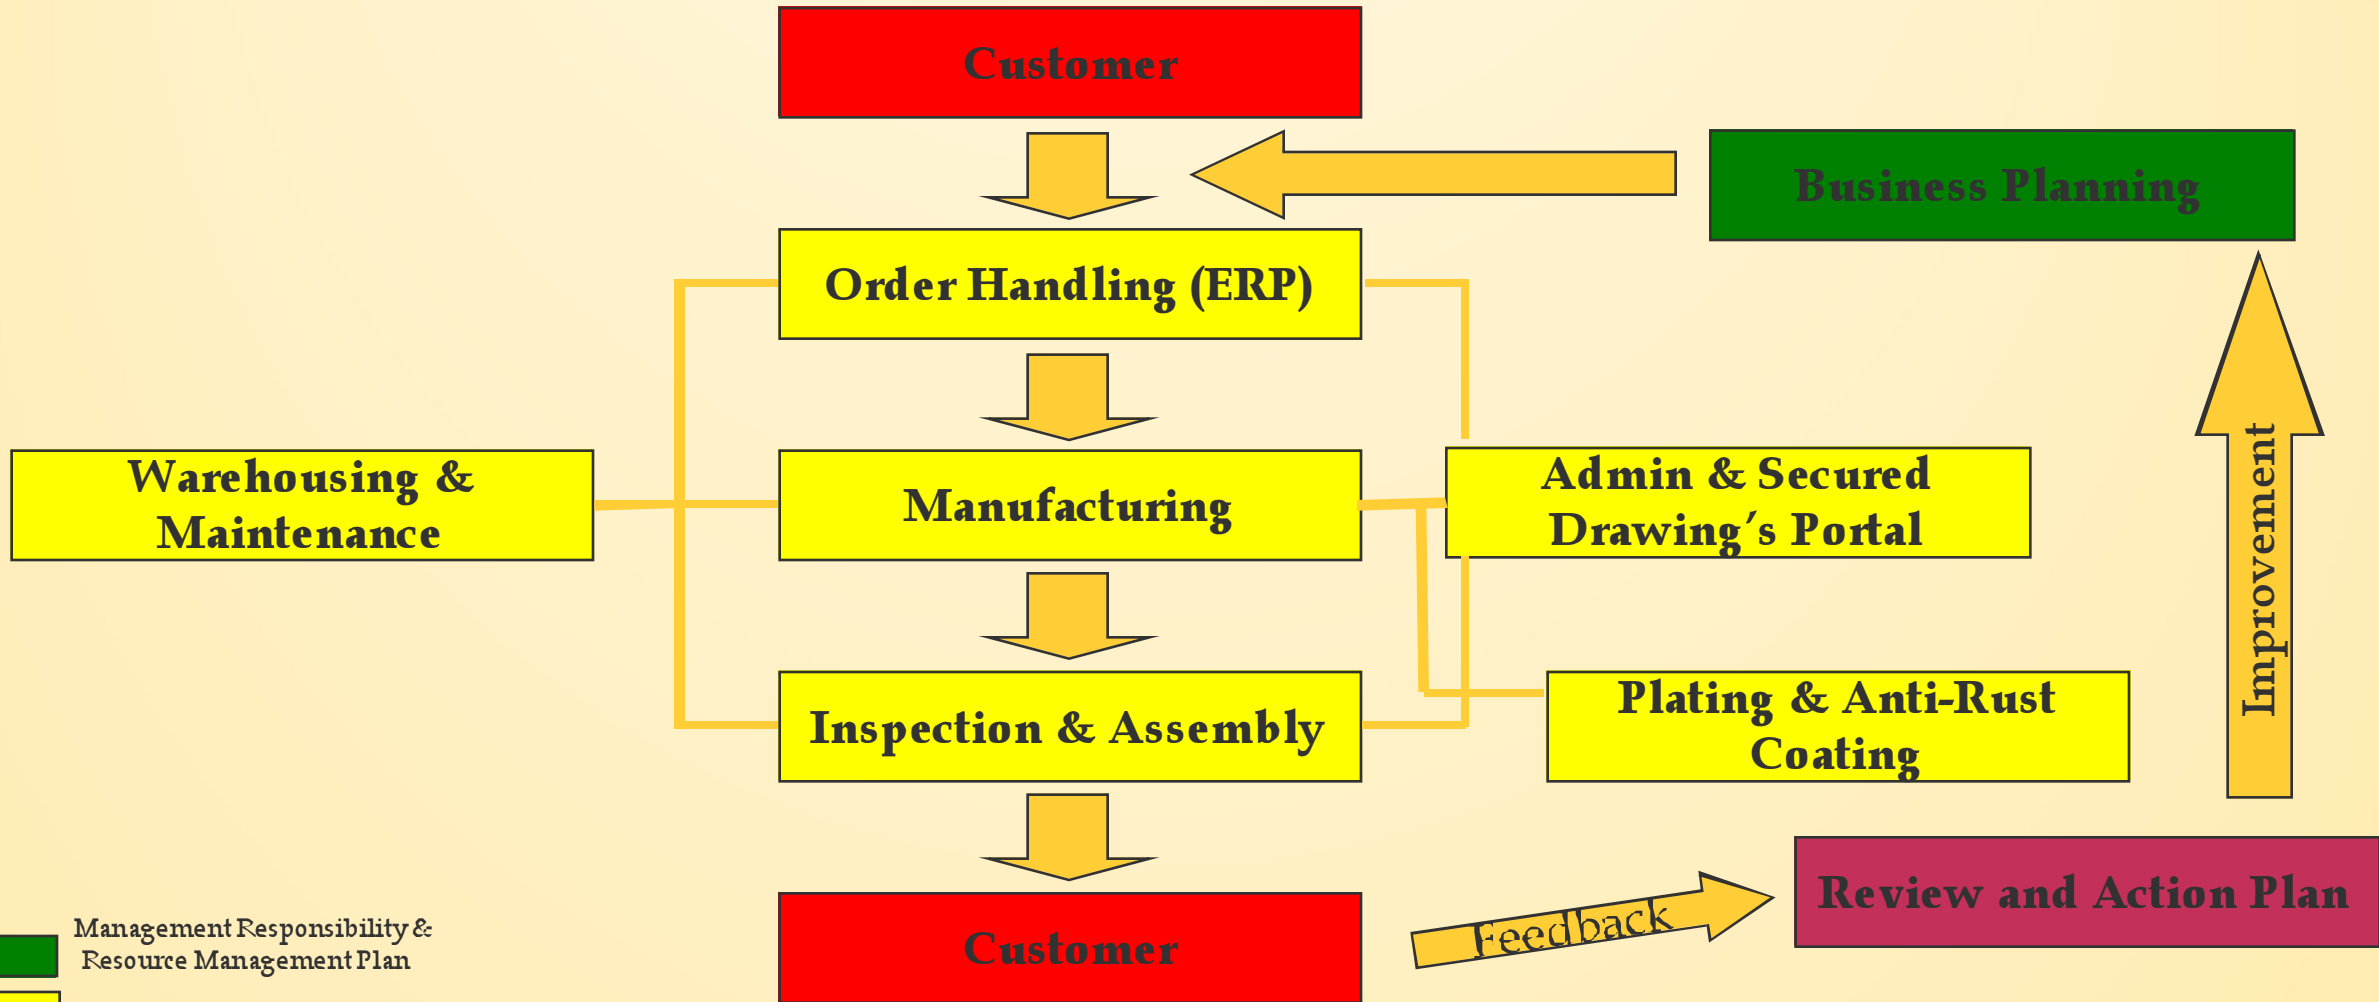 Customer
Business Planning
Order Handling (ERP)
Warehousing &
Maintenance
Manufacturing
Admin & Secured
Drawing’s Portal
Improvement
Inspection & Assembly
Plating & Anti-Rust
Coating
Review and Action Plan
Feedback
Customer
Management Responsibility &
Resource Management Plan